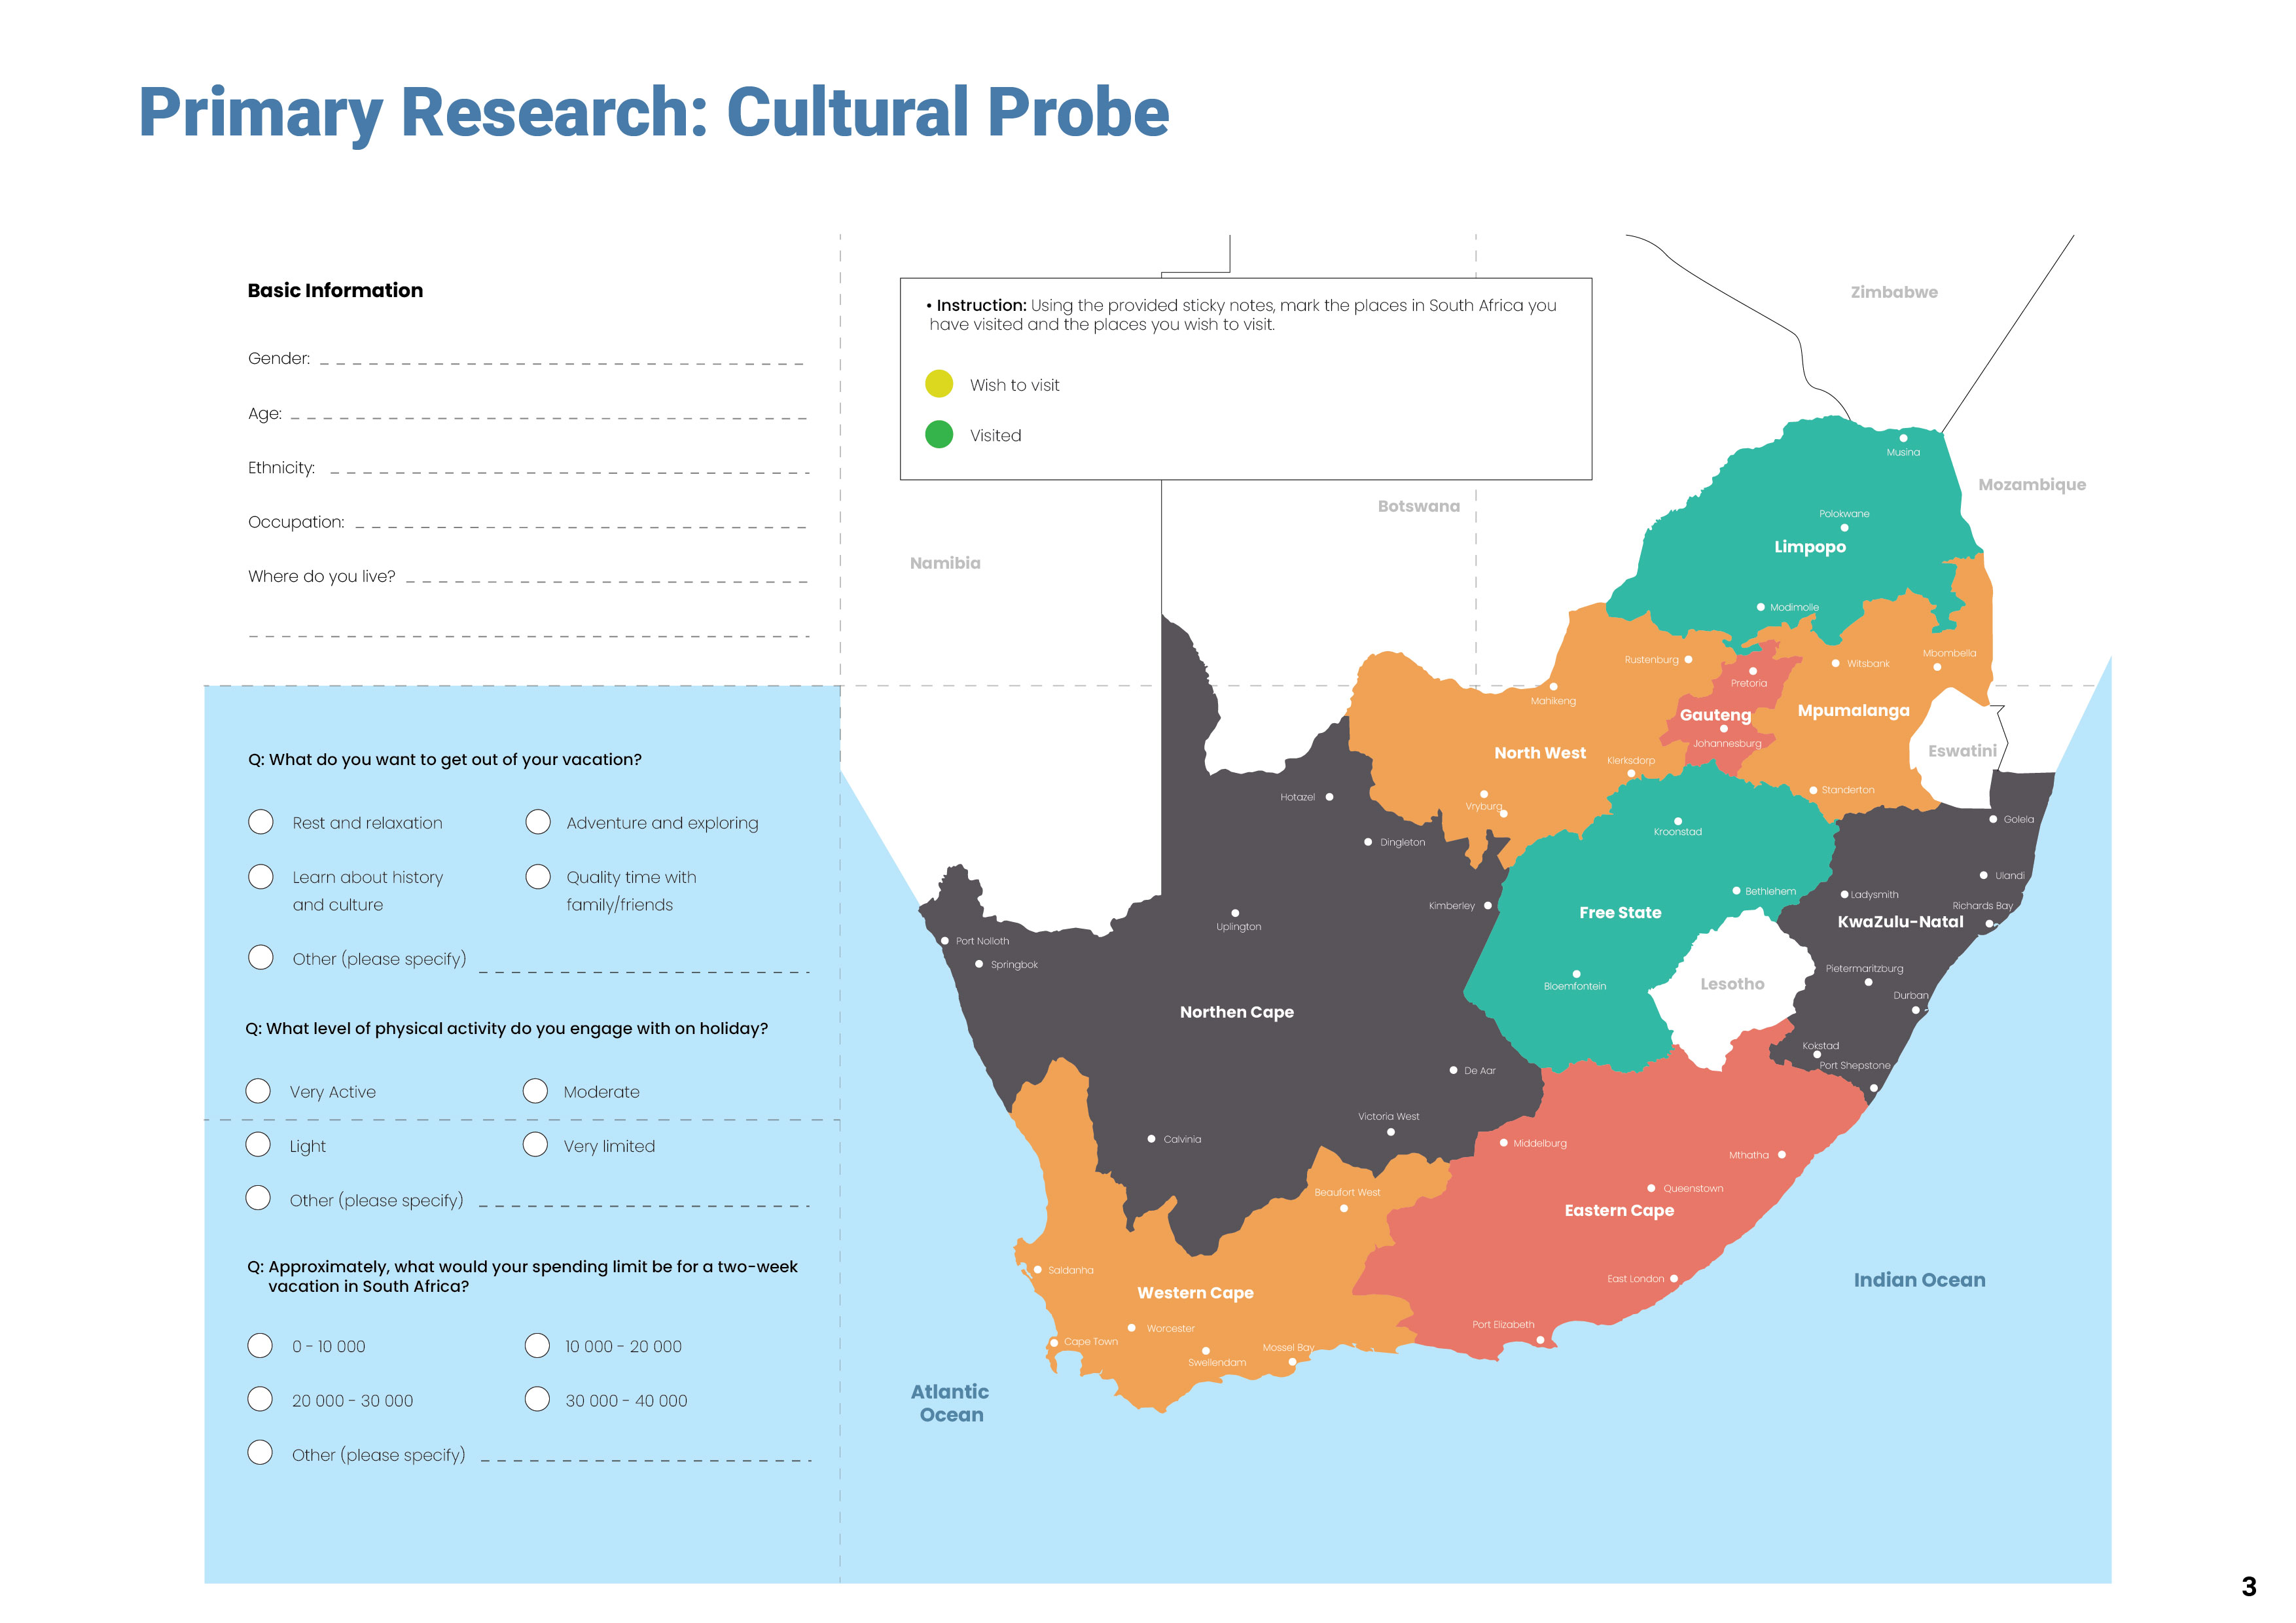 Primary Research: Cultural Probe
Basic Information
Gender:
Age:
Ethnicity:
Occupation:
Where do you live?
Q: What do you want to get out of your vacation?
Rest and relaxation
Adventure and exploring
Learn about history
and culture
Quality time with
family/friends
Other (please specify)
Q: What level of physical activity do you engage with on holiday?
Very Active
Moderate
Light
Very limited
Other (please specify)
Q: Approximately, what would your spending limit be for a two-week
vacation in South Africa?
0 - 10 000
10 000 - 20 000
20 000 - 30 000
30 000 - 40 000
Other (please specify)
• Instruction: Using the provided sticky notes, mark the places in South Africa you
have visited and the places you wish to visit.
Wish to visit
Visited
Zimbabwe
Musina
Mozambique
Botswana
Polokwane
Limpopo
Namibia
Modimolle
Rustenburg
Witsbank
Mbombella
Pretoria
Mahikeng
Gauteng
Mpumalanga
Johannesburg
North West
Eswatini
Klerksdorp
Standerton
Hotazel
Vryburg
Golela
Kroonstad
Dingleton
Ulandi
Bethlehem
Ladysmith
Kimberley
Richards Bay
Free State
KwaZulu-Natal
Uplington
Port Nolloth
Springbok
Pietermaritzburg
Lesotho
Bloemfontein
Durban
Northen Cape
Kokstad
Port Shepstone
De Aar
Victoria West
Calvinia
Middelburg
Mthatha
Queenstown
Beaufort West
Eastern Cape
Saldanha
East London
Indian Ocean
Western Cape
Worcester
Port Elizabeth
Cape Town
Mossel Bay
Swellendam
Atlantic
Ocean
3